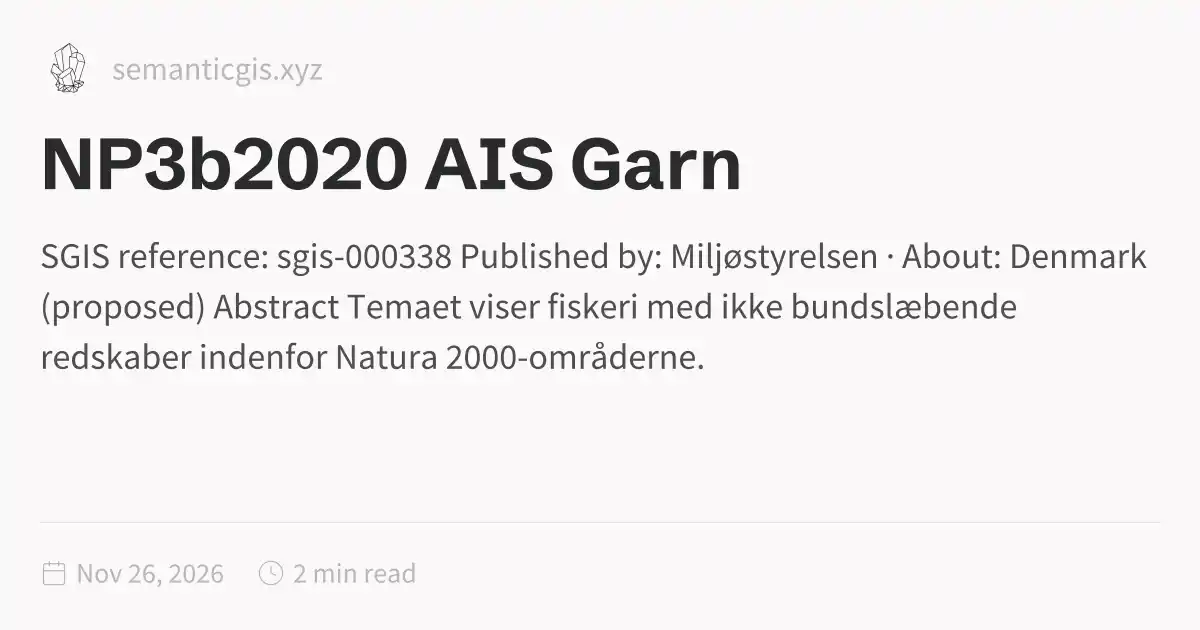 semanticgis.xyz
NP3b2020 AIS Garn
SGIS reference: sgis-000338 Published by: Miljøstyrelsen · About: Denmark
(proposed) Abstract Temaet viser fiskeri med ikke bundslæbende
redskaber indenfor Natura 2000-områderne.
Nov 26, 2026 2 min read